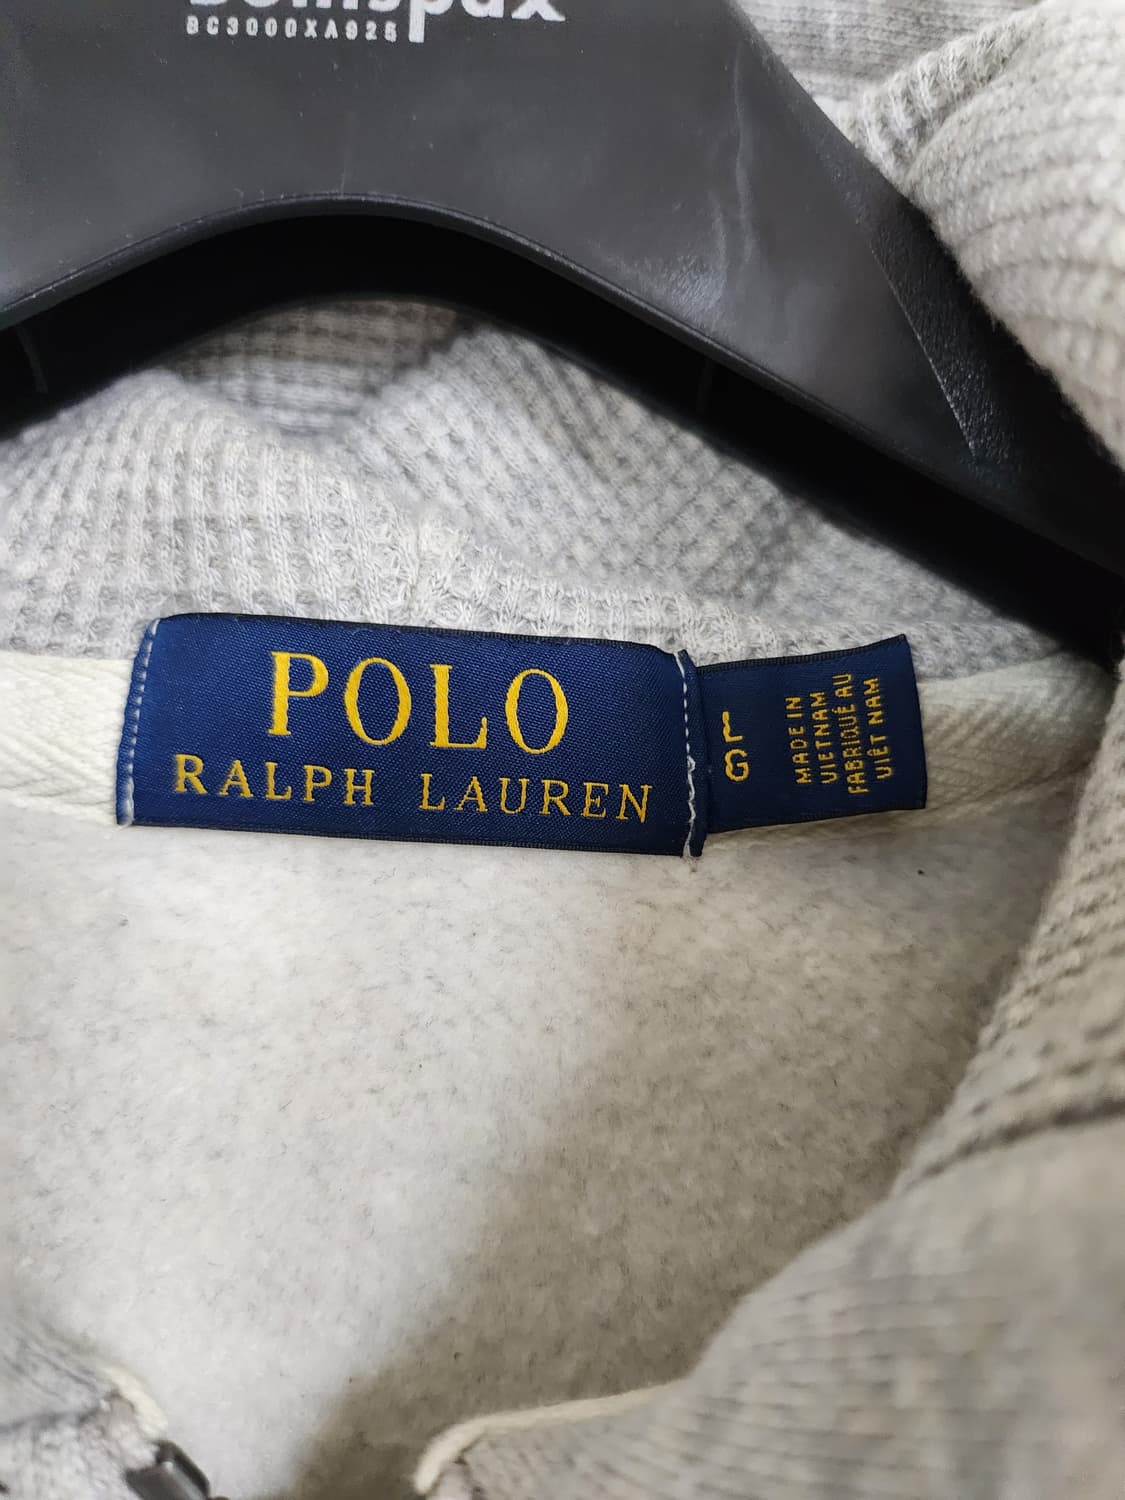 BC3000XA925
POLO
RALPH LAUREN
L
G
MADE IN
VIETNAM
FABRIQUÉ AU
VIÊT NAM